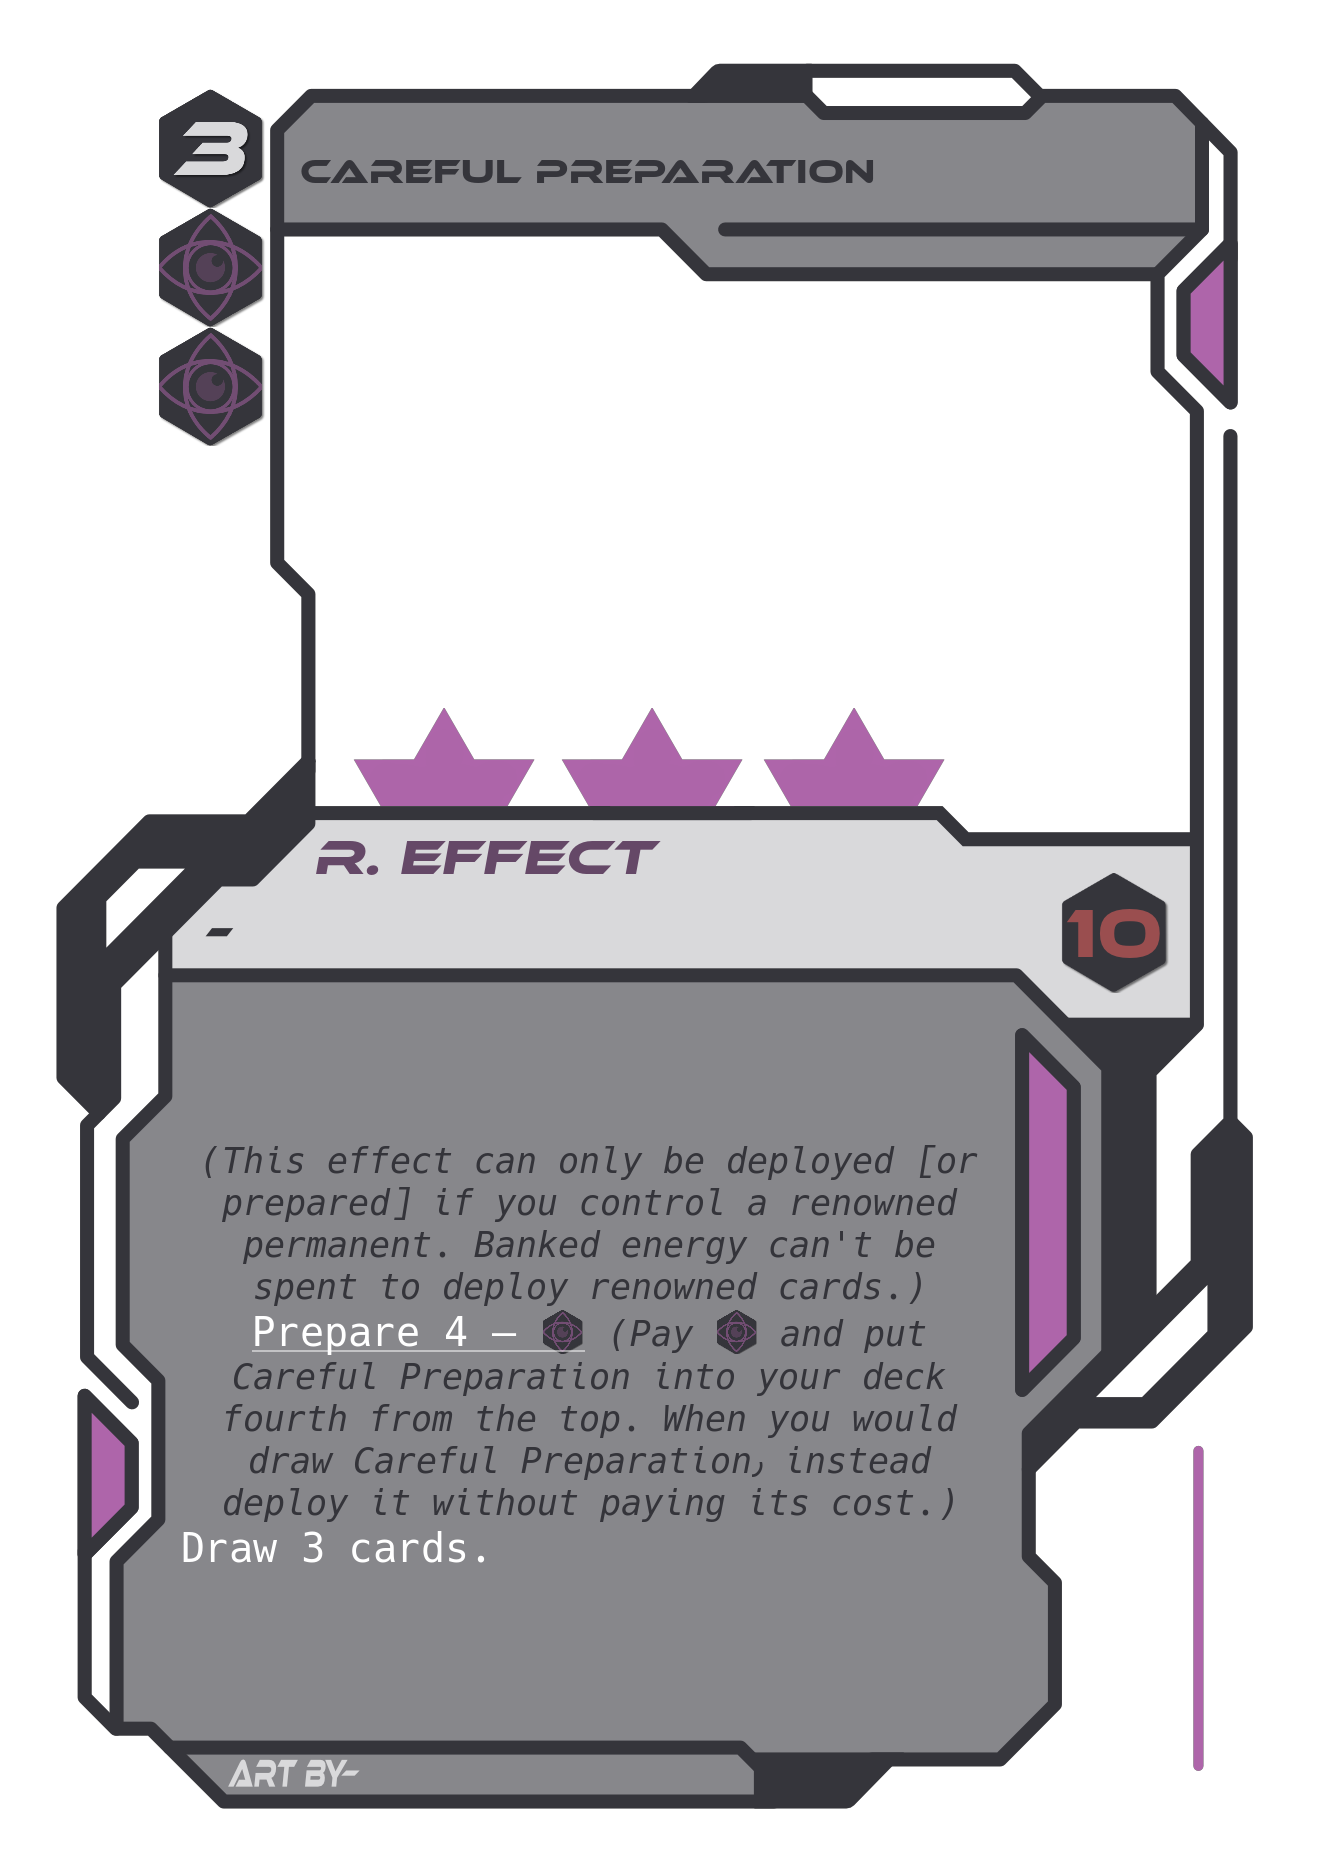 3
CAREFUL PREPARATION
R. EFFECT
-
10
(This effect can only be deployed [or
prepared] if you control a renowned
permanent. Banked energy can't be
spent to deploy renowned cards.)
Prepare 4 — (Pay and put
Careful Preparation into your deck
fourth from the top. When you would
draw Careful Preparation, instead
deploy it without paying its cost.)
Draw 3 cards.
ART BY-